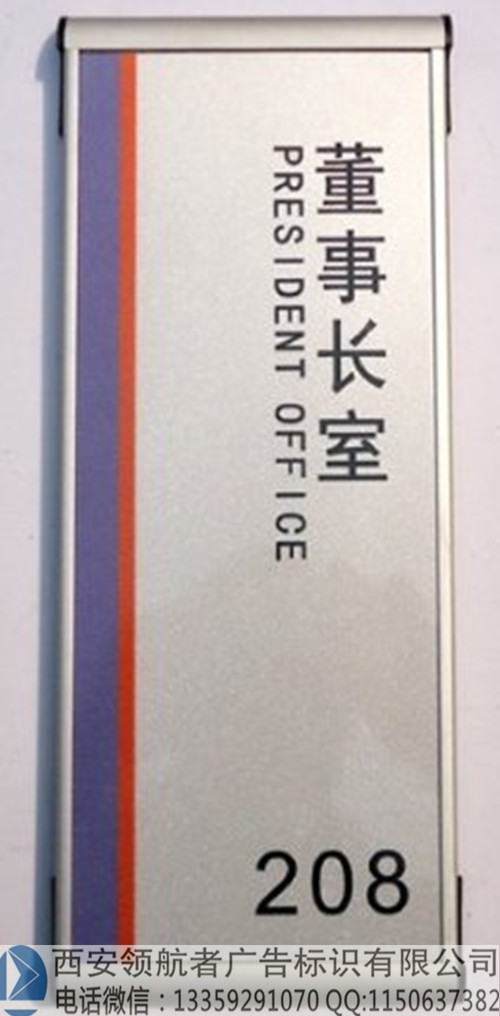 董事长室
PRESIDENT OFFICE
208
西安领航者广告标识有限公司
电话微信：13359291070 QQ:1150637382